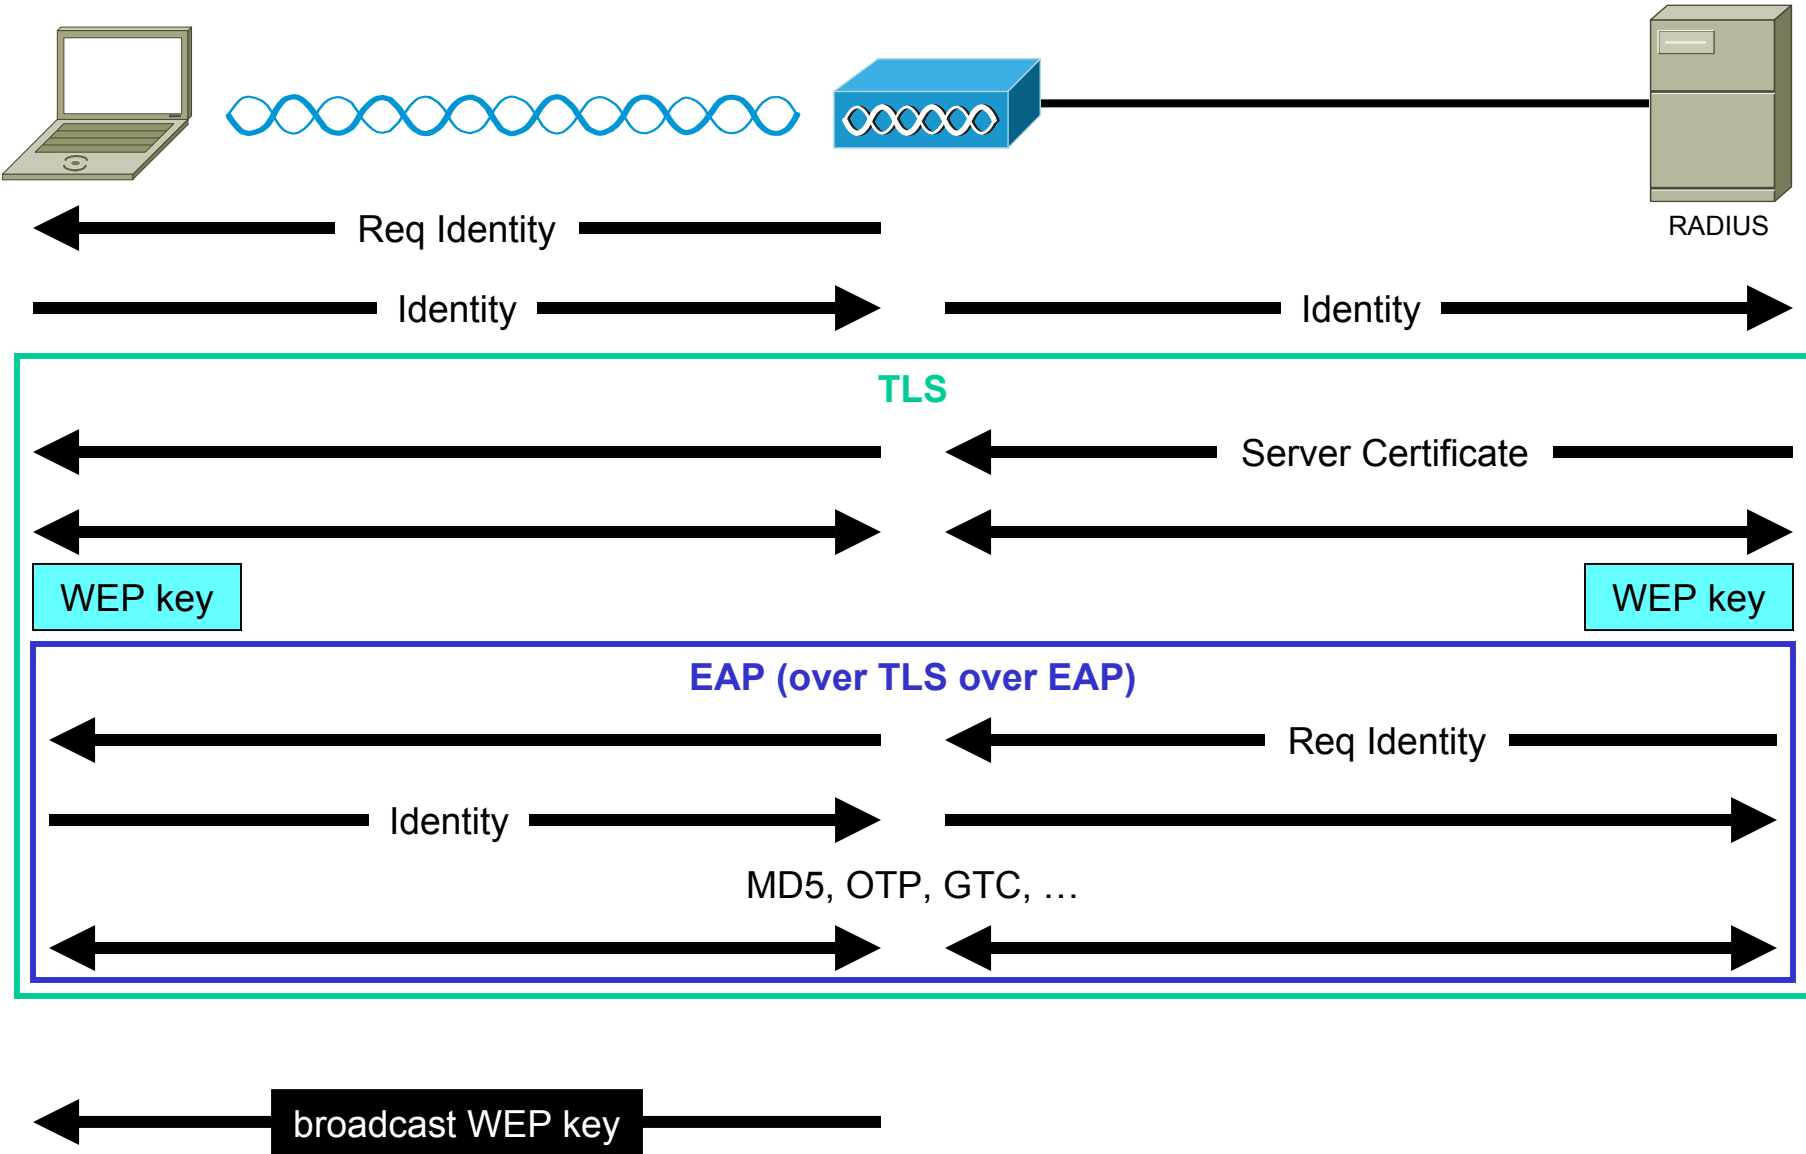 RADIUS
Req Identity
Identity
Identity
TLS
Server Certificate
WEP key
WEP key
EAP (over TLS over EAP)
Req Identity
Identity
MD5, OTP, GTC, …
broadcast WEP key